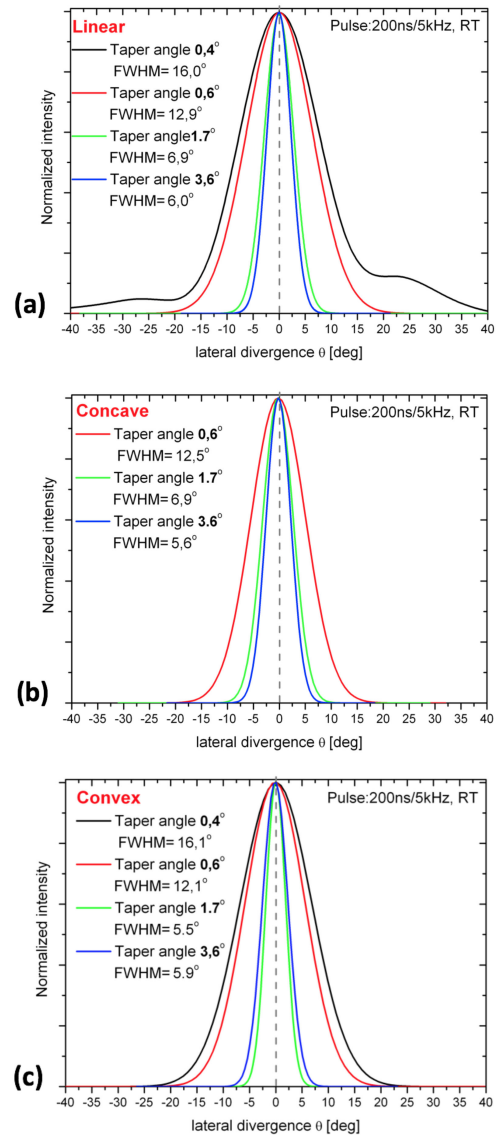 Linear
Pulse:200ns/5kHz, RT
Taper angle 0,4°
FWHM= 16,0°
Taper angle 0,6°
FWHM= 12,9°
Taper angle1.7°
FWHM= 6,9°
Taper angle 3,6°
FWHM= 6,0°
Normalized intensity
(a)
-40 -35 -30 -25 -20 -15 -10 -5 0 5 10 15 20 25 30 35 40
lateral divergence θ [deg]
Concave
Pulse:200ns/5kHz, RT
Taper angle 0,6°
FWHM= 12,5°
Taper angle 1.7°
FWHM= 6,9°
Taper angle 3.6°
FWHM= 5,6°
Normalized intensity
(b)
-40 -35 -30 -25 -20 -15 -10 -5 0 5 10 15 20 25 30 35 40
lateral divergence θ [deg]
Convex
Pulse:200ns/5kHz, RT
Taper angle 0,4°
FWHM= 16,1°
Taper angle 0,6°
FWHM= 12,1°
Taper angle 1.7°
FWHM= 5.5°
Taper angle 3,6°
FWHM= 5.9°
Normalized intensity
(c)
-40 -35 -30 -25 -20 -15 -10 -5 0 5 10 15 20 25 30 35 40
lateral divergence θ [deg]